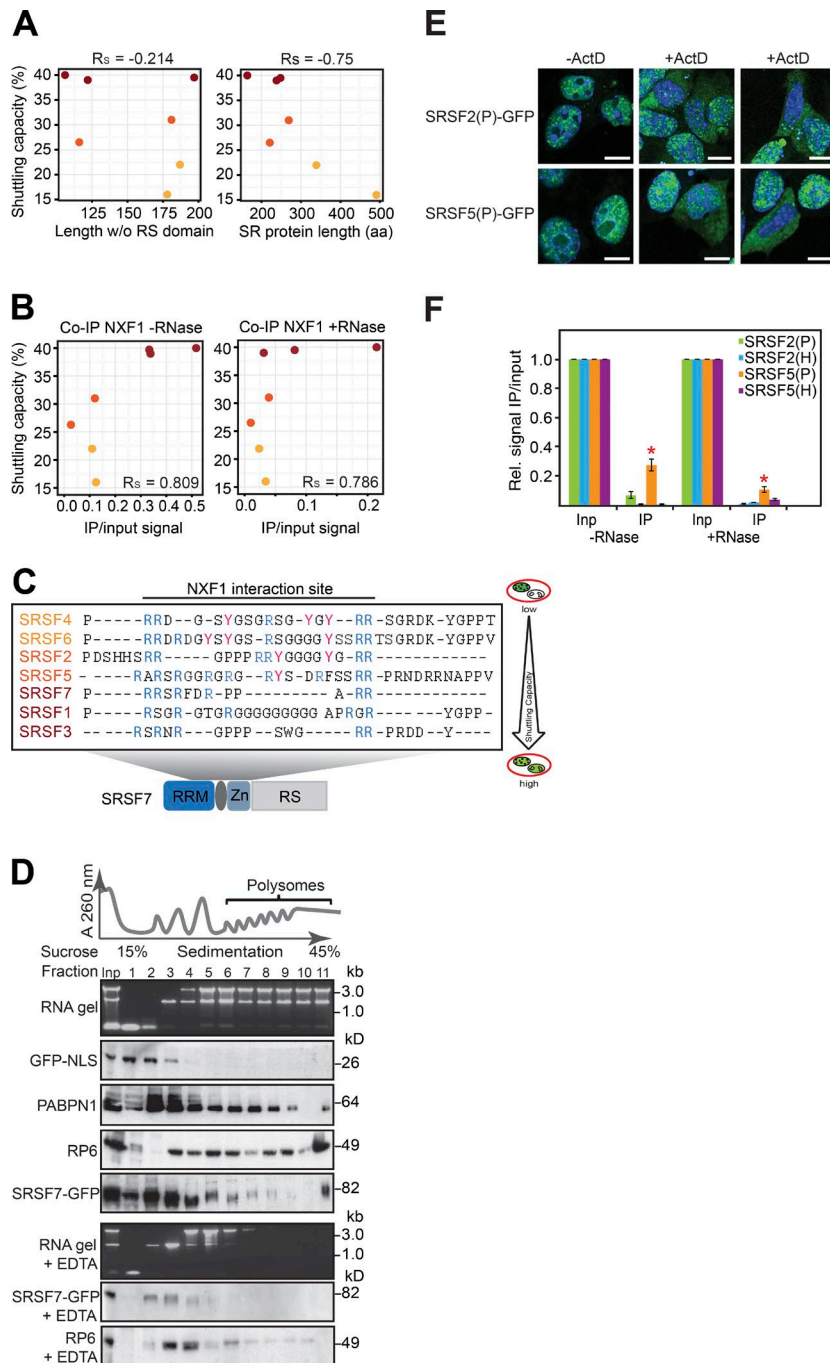 A
Rs = -0.214
Rs = -0.75
Shuttling capacity (%)
40
35
30
25
20
15
125 150 175 200
Length w/o RS domain
200 300 400 500
SR protein length (aa)
B
Co-IP NXF1 -RNase
Co-IP NXF1 +RNase
Shuttling capacity (%)
40
35
30
25
20
15
Rs = 0.809
Rs = 0.786
0.0 0.1 0.2 0.3 0.4 0.5
IP/input signal
0.0 0.1 0.2
IP/input signal
C
NXF1 interaction site
SRSF4 P-----RRD--G-SYGSGRSG-YGY--RR-SGRDK-YGPPT
SRSF6 P-----RRDRDGYSYGS-RSGGGGYSSRRTSGRDK-YGPPV
SRSF2 PDSHHSRR----GPPPRRYGGGGYG-RR-----------
SRSF5 -----RARSRGGRGRG--RYS-DRFSSRR-PRNDRRNAPPV
SRSF7 P-----RRSRFDR-PP---------A-RR------------
SRSF1 P-----RSGR-GTGRGGGGGGGGG APRGR------YGPP--
SRSF3 -----RSRNR---GPPPP-SWG-----RR--PRDD--Y----
low
Shuttling Capacity
high
SRSF7
RRM
Zn
RS
D
A 260 nm
Polysomes
Sucrose 15% Sedimentation 45%
Fraction Inp 1 2 3 4 5 6 7 8 9 10 11 kb
RNA gel
3.0
1.0
kD
GFP-NLS
26
PABPN1
64
RP6
49
SRSF7-GFP
82
kb
RNA gel
+ EDTA
3.0
1.0
kD
SRSF7-GFP
+ EDTA
82
RP6
+ EDTA
49
E
-ActD +ActD +ActD
SRSF2(P)-GFP
SRSF5(P)-GFP
F
Rel. signal IP/input
1.0
0.8
0.6
0.4
0.2
SRSF2(P)
SRSF2(H)
SRSF5(P)
SRSF5(H)
*
*
Inp IP Inp IP
-RNase +RNase